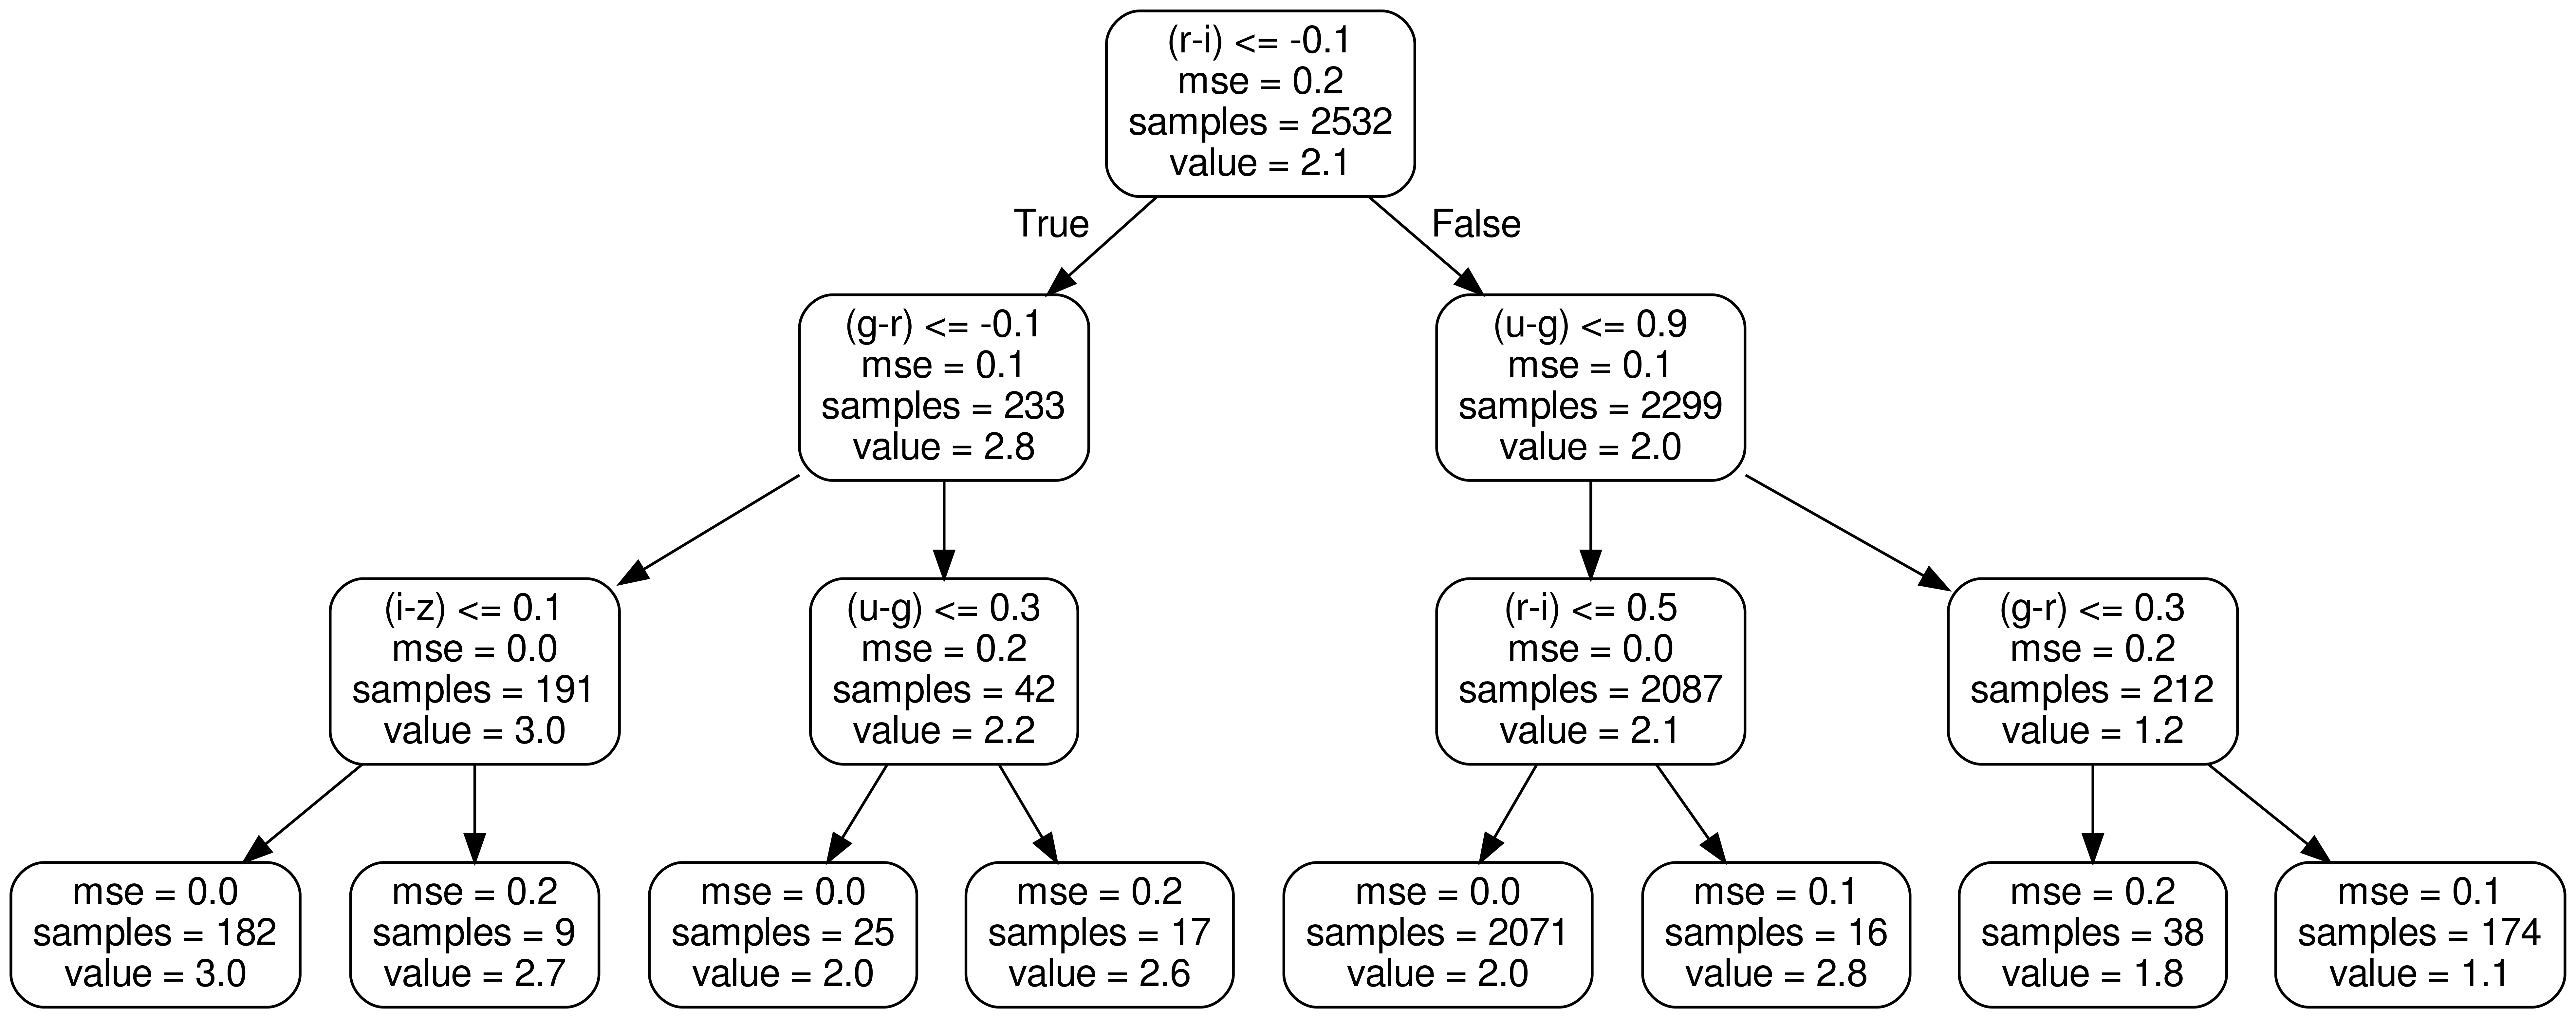 (r-i) <= -0.1
mse = 0.2
samples = 2532
value = 2.1
True
False
(g-r) <= -0.1
mse = 0.1
samples = 233
value = 2.8
(u-g) <= 0.9
mse = 0.1
samples = 2299
value = 2.0
(i-z) <= 0.1
mse = 0.0
samples = 191
value = 3.0
(u-g) <= 0.3
mse = 0.2
samples = 42
value = 2.2
(r-i) <= 0.5
mse = 0.0
samples = 2087
value = 2.1
(g-r) <= 0.3
mse = 0.2
samples = 212
value = 1.2
mse = 0.0
samples = 182
value = 3.0
mse = 0.2
samples = 9
value = 2.7
mse = 0.0
samples = 25
value = 2.0
mse = 0.2
samples = 17
value = 2.6
mse = 0.0
samples = 2071
value = 2.0
mse = 0.1
samples = 16
value = 2.8
mse = 0.2
samples = 38
value = 1.8
mse = 0.1
samples = 174
value = 1.1